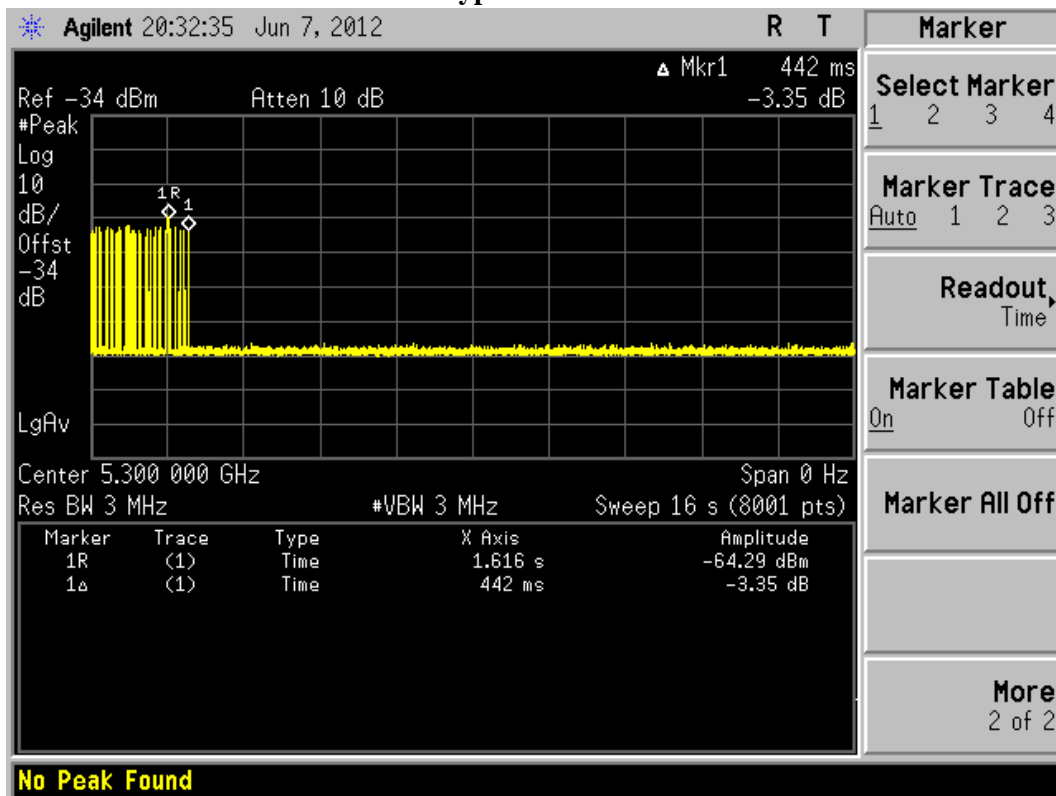 Agilent 20:32:35 Jun 7, 2012 R T
Marker
Δ Mkr1 442 ms
Ref -34 dBm Atten 10 dB -3.35 dB
#Peak
Log
10
dB/
Offst
-34
dB
1R
1
LgAv
Center 5.300 000 GHz Span 0 Hz
Res BW 3 MHz #VBW 3 MHz Sweep 16 s (8001 pts)
Marker Trace Type X Axis Amplitude
1R (1) Time 1.616 s -64.29 dBm
1Δ (1) Time 442 ms -3.35 dB
Select Marker
1 2 3 4
Marker Trace
Auto 1 2 3
Readout
Time
Marker Table
On Off
Marker All Off
More
2 of 2
No Peak Found